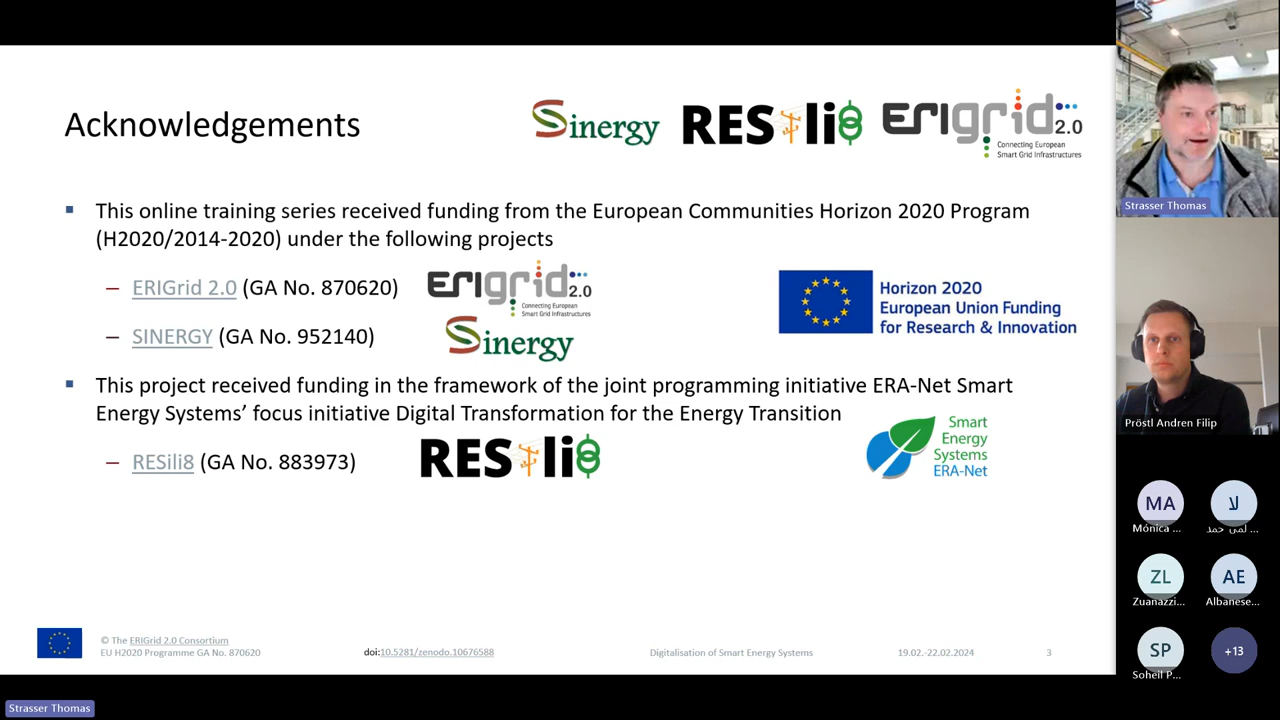 Acknowledgements
Sinergy
RESili8
ERIGrid 2.0
Connecting European
Smart Grid Infrastructures
This online training series received funding from the European Communities Horizon 2020 Program
(H2020/2014-2020) under the following projects
– ERIGrid 2.0 (GA No. 870620)
ERIGrid 2.0
Connecting European
Smart Grid Infrastructures
– SINERGY (GA No. 952140)
Sinergy
Horizon 2020
European Union Funding
for Research & Innovation
This project received funding in the framework of the joint programming initiative ERA-Net Smart
Energy Systems’ focus initiative Digital Transformation for the Energy Transition
– RESili8 (GA No. 883973)
RESili8
Smart
Energy
Systems
ERA-Net
© The ERIGrid 2.0 Consortium
EU H2020 Programme GA No. 870620
doi:10.5281/zenodo.10676588
Digitalisation of Smart Energy Systems
19.02.-22.02.2024
3
Strasser Thomas
Pröstl Andren Filip
MA
Mónica ...
لا
... لمى حمد
ZL
Zuanazzi...
AE
Albanese...
SP
Soheil P...
+13
Strasser Thomas